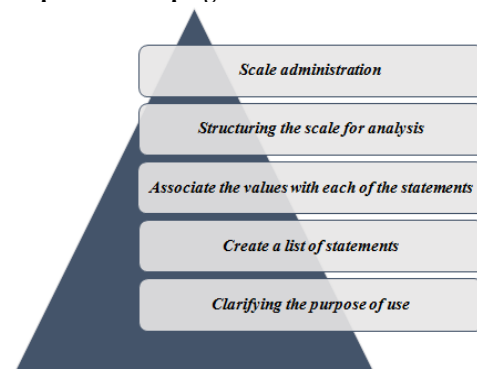 Scale administration
Structuring the scale for analysis
Associate the values with each of the statements
Create a list of statements
Clarifying the purpose of use